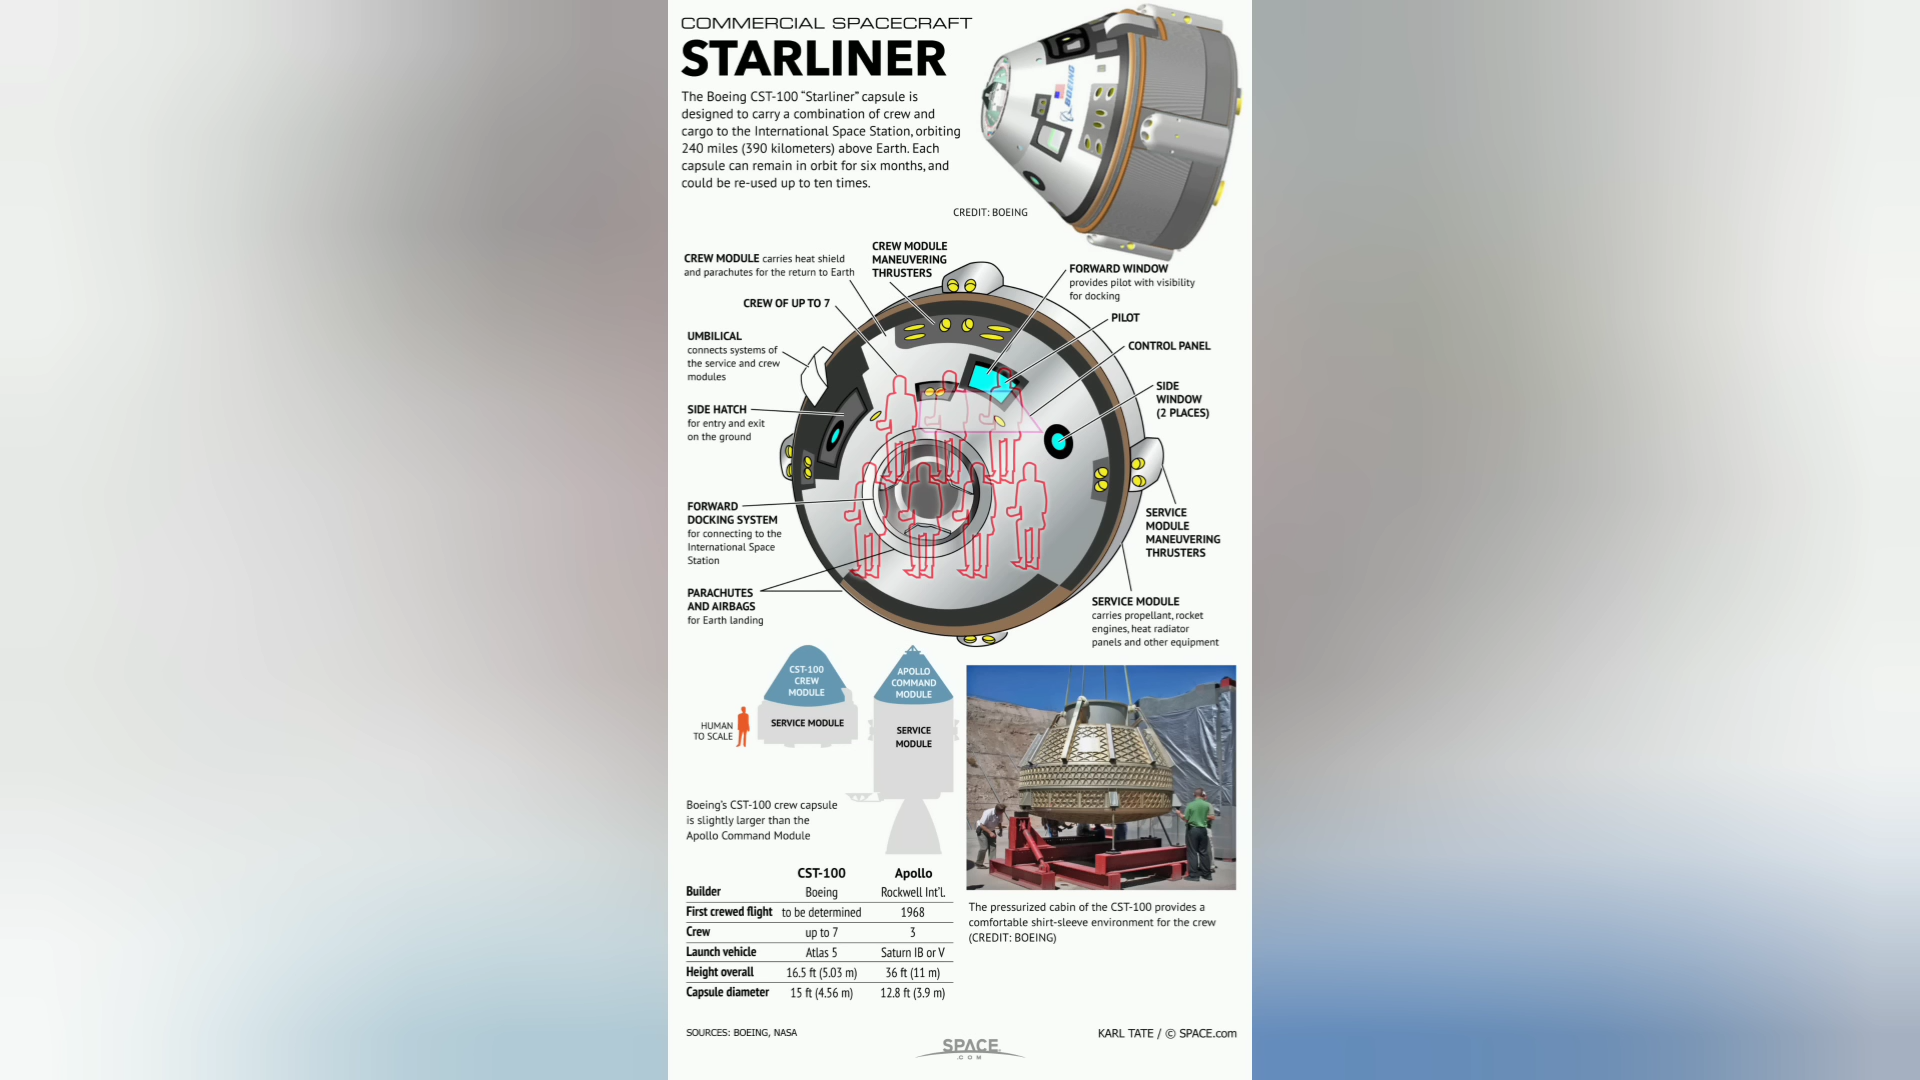 COMMERCIAL SPACECRAFT
STARLINER
The Boeing CST-100 “Starliner” capsule is
designed to carry a combination of crew and
cargo to the International Space Station, orbiting
240 miles (390 kilometers) above Earth. Each
capsule can remain in orbit for six months, and
could be re-used up to ten times.
BOEING
CREDIT: BOEING
CREW MODULE carries heat shield
and parachutes for the return to Earth
CREW MODULE
MANEUVERING
THRUSTERS
FORWARD WINDOW
provides pilot with visibility
for docking
CREW OF UP TO 7
PILOT
UMBILICAL
connects systems of
the service and crew
modules
CONTROL PANEL
SIDE
WINDOW
(2 PLACES)
SIDE HATCH
for entry and exit
on the ground
FORWARD
DOCKING SYSTEM
for connecting to the
International Space
Station
SERVICE
MODULE
MANEUVERING
THRUSTERS
PARACHUTES
AND AIRBAGS
for Earth landing
SERVICE MODULE
carries propellant, rocket
engines, heat radiator
panels and other equipment
CST-100
CREW
MODULE
SERVICE MODULE
APOLLO
COMMAND
MODULE
SERVICE
MODULE
HUMAN
TO SCALE
Boeing’s CST-100 crew capsule
is slightly larger than the
Apollo Command Module
CST-100 Apollo
Builder Boeing Rockwell Int’l.
First crewed flight to be determined 1968
Crew up to 7 3
Launch vehicle Atlas 5 Saturn IB or V
Height overall 16.5 ft (5.03 m) 36 ft (11 m)
Capsule diameter 15 ft (4.56 m) 12.8 ft (3.9 m)
The pressurized cabin of the CST-100 provides a
comfortable shirt-sleeve environment for the crew
(CREDIT: BOEING)
SOURCES: BOEING, NASA
KARL TATE / © SPACE.com
SPACE
.COM